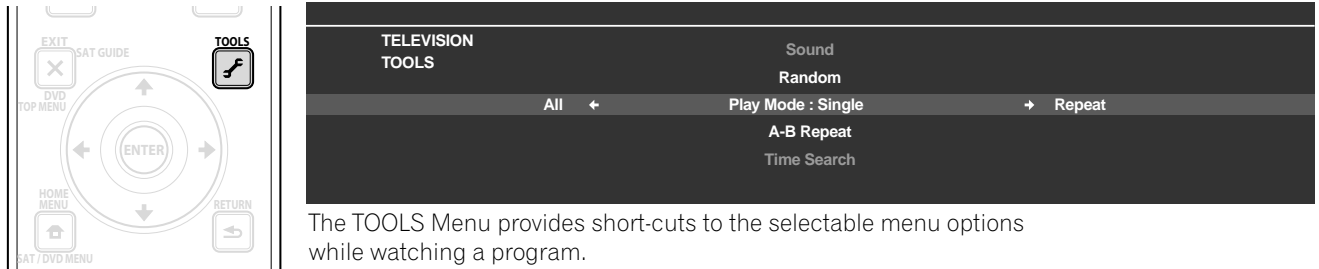 EXIT
SAT GUIDE
TOOLS
DVD
TOP MENU
ENTER
HOME
MENU
RETURN
SAT / DVD MENU
TELEVISION
TOOLS
Sound
Random
All Play Mode : Single Repeat
A-B Repeat
Time Search
The TOOLS Menu provides short-cuts to the selectable menu options
while watching a program.